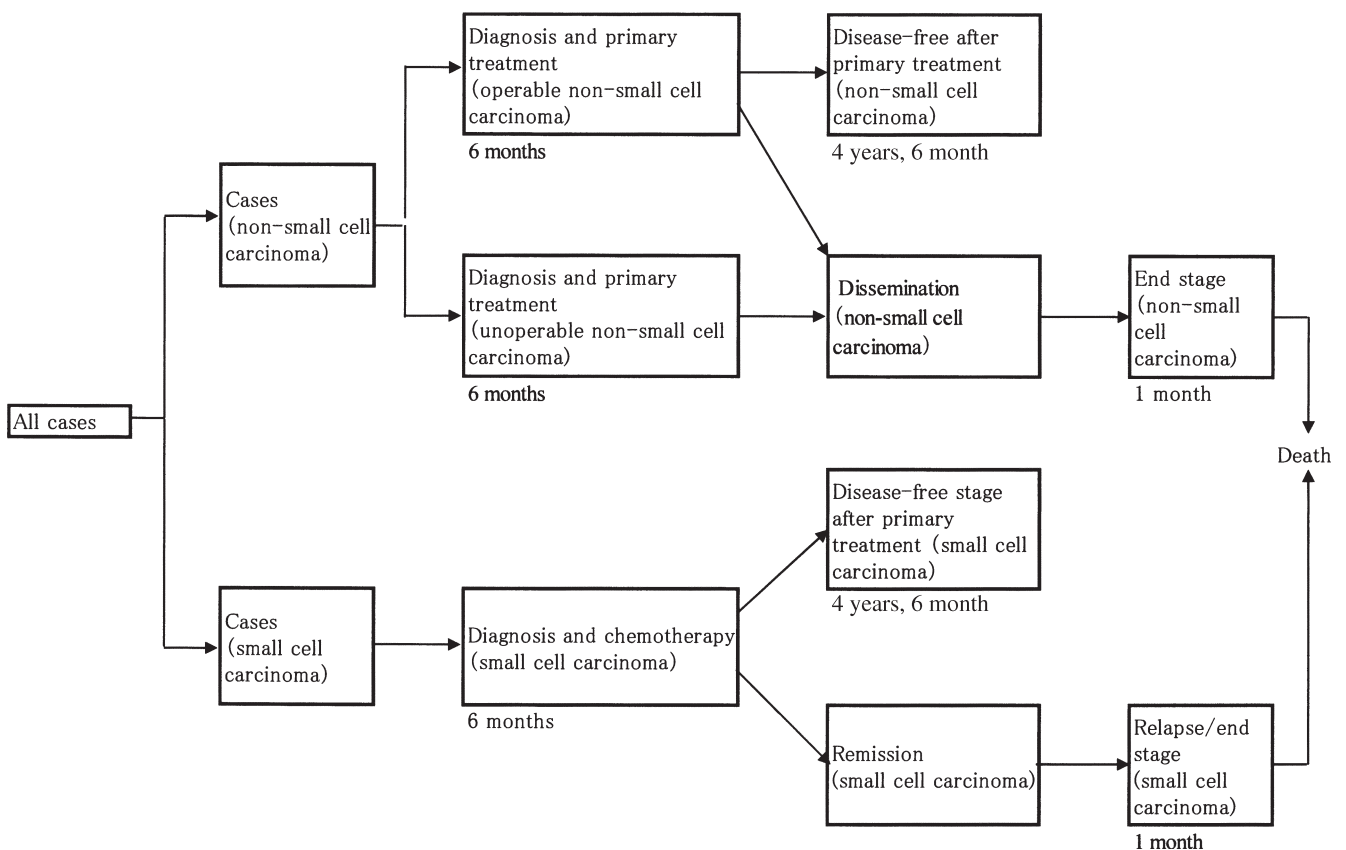 Diagnosis and primary
treatment
(operable non-small cell
carcinoma)
6 months
Disease-free after
primary treatment
(non-small cell
carcinoma)
4 years, 6 month
Cases
(non-small cell
carcinoma)
Diagnosis and primary
treatment
(unoperable non-small cell
carcinoma)
6 months
Dissemination
(non-small cell
carcinoma)
End stage
(non-small
cell
carcinoma)
1 month
All cases
Death
Disease-free stage
after primary
treatment (small cell
carcinoma)
4 years, 6 month
Cases
(small cell
carcinoma)
Diagnosis and chemotherapy
(small cell carcinoma)
6 months
Remission
(small cell carcinoma)
Relapse/end
stage
(small cell
carcinoma)
1 month